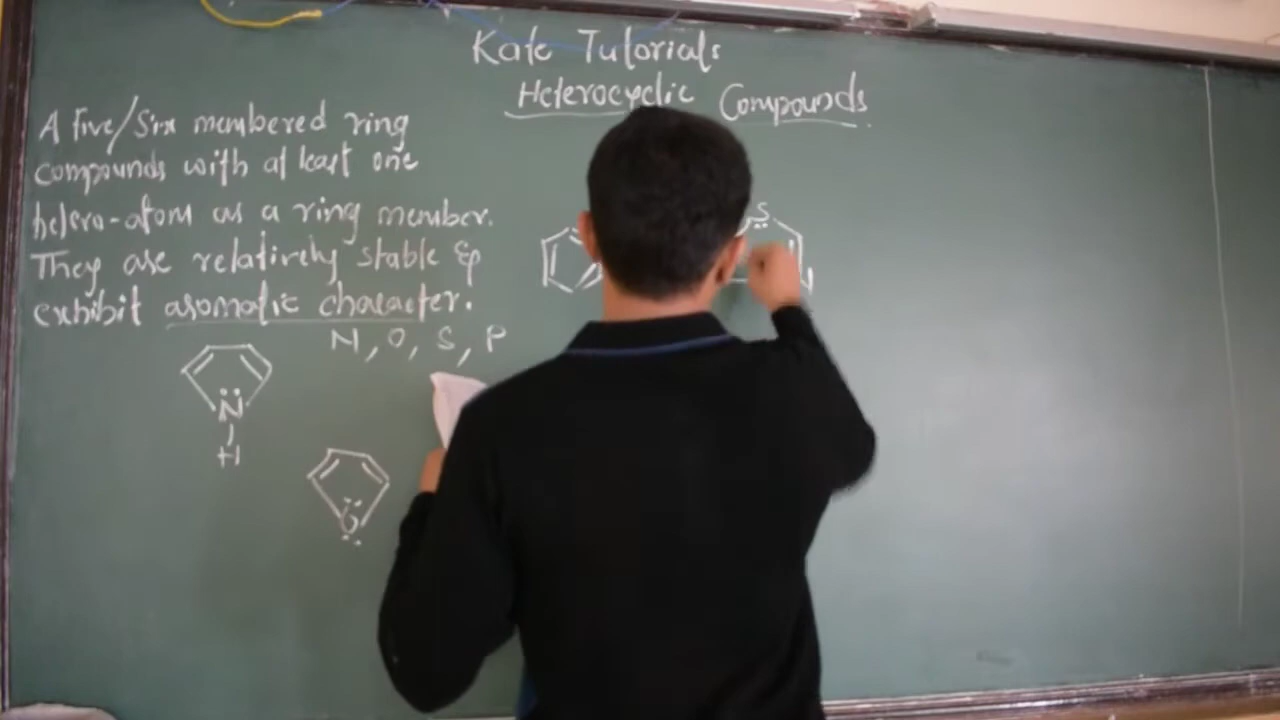 Kate Tutorials
Heterocyclic Compounds
A Five/Six membered ring
compounds with at least one
hetero-atom as a ring member.
They are relatively stable &
exhibit aromatic character.
N, O, S, P
N
H
O
S